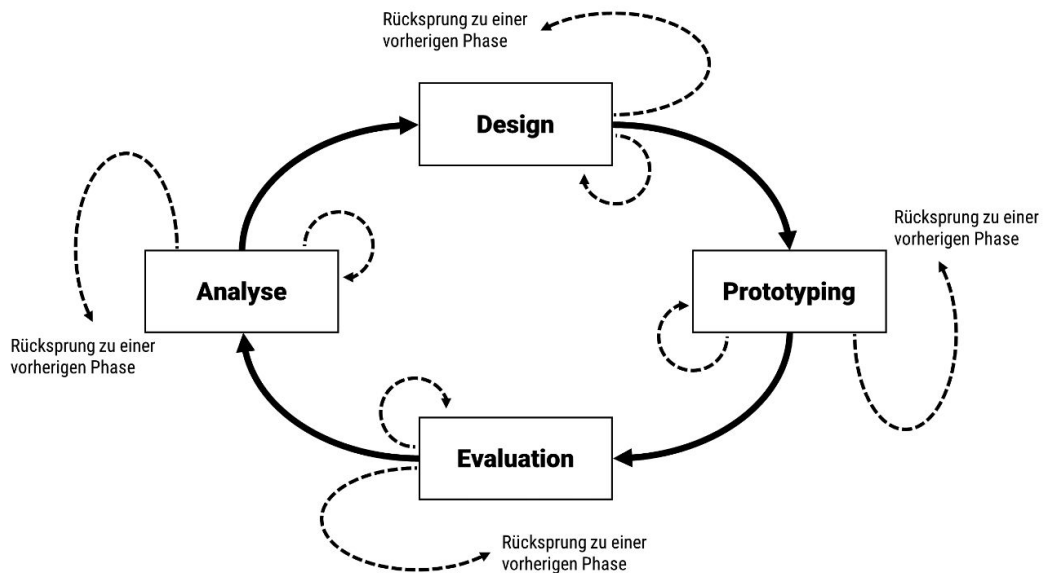 Rücksprung zu einer
vorherigen Phase
Design
Rücksprung zu einer
vorherigen Phase
Analyse
Prototyping
Rücksprung zu einer
vorherigen Phase
Evaluation
Rücksprung zu einer
vorherigen Phase